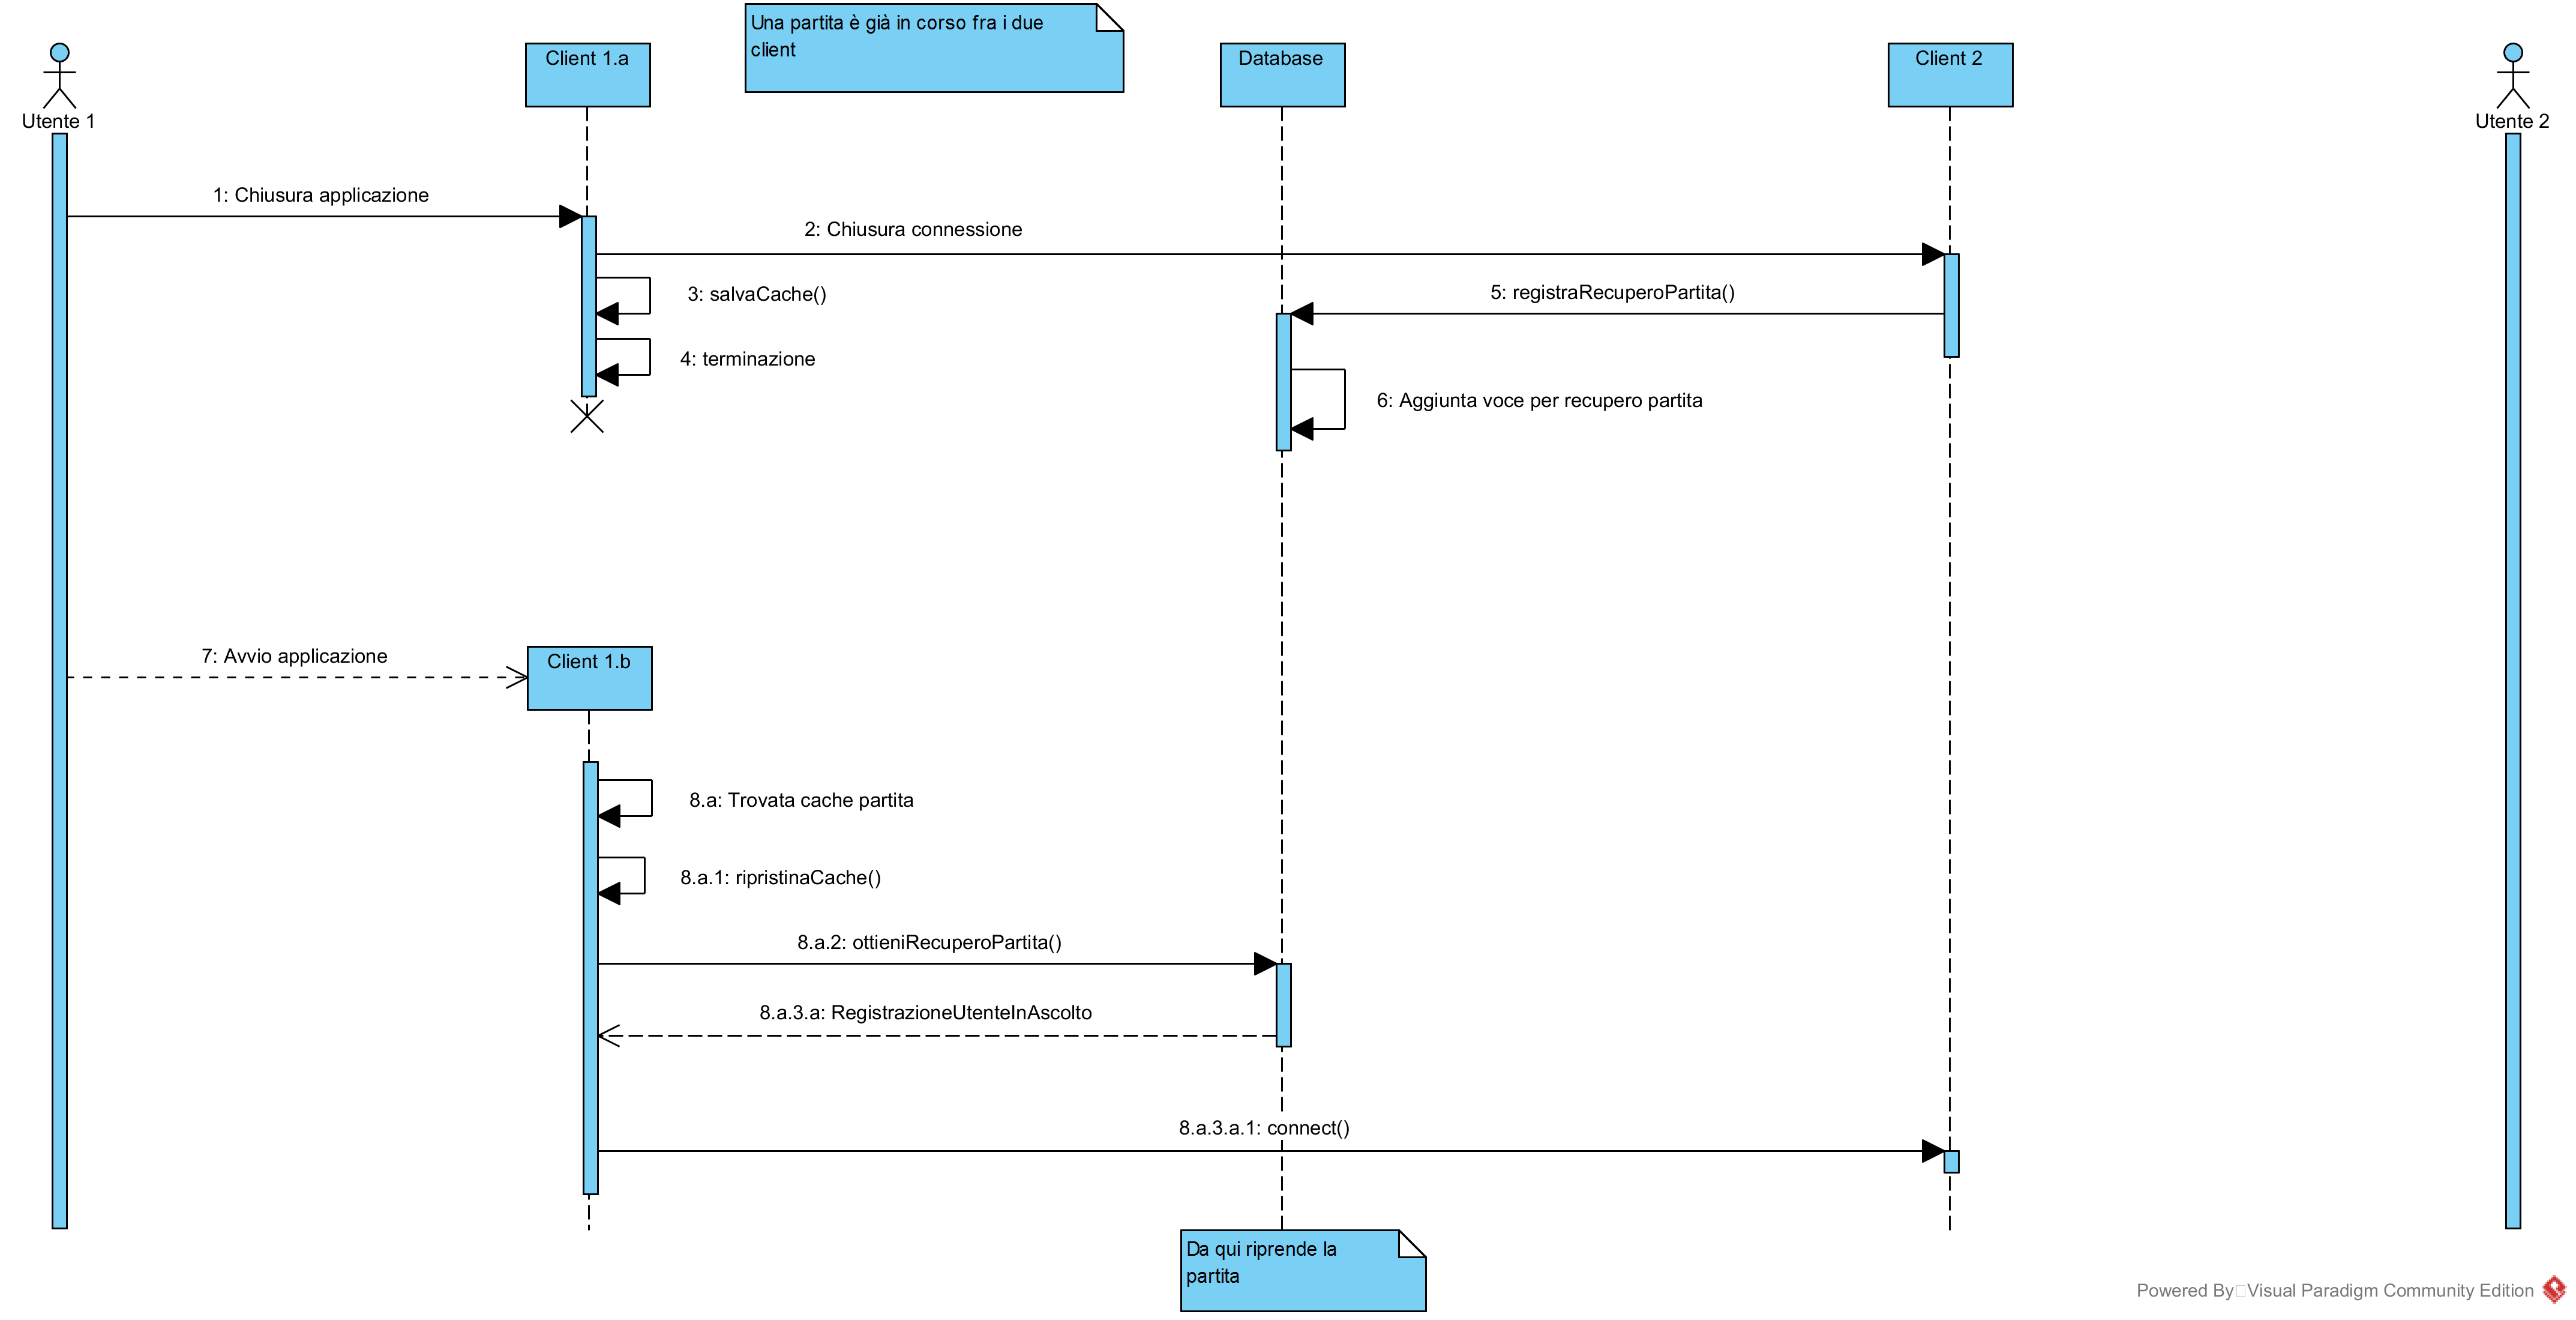 Una partita è già in corso fra i due
client
Client 1.a
Database
Client 2
Utente 1
Utente 2
1: Chiusura applicazione
2: Chiusura connessione
3: salvaCache()
5: registraRecuperoPartita()
4: terminazione
6: Aggiunta voce per recupero partita
7: Avvio applicazione
Client 1.b
8.a: Trovata cache partita
8.a.1: ripristinaCache()
8.a.2: ottieniRecuperoPartita()
8.a.3.a: RegistrazioneUtenteInAscolto
8.a.3.a.1: connect()
Da qui riprende la
partita
Powered By□Visual Paradigm Community Edition